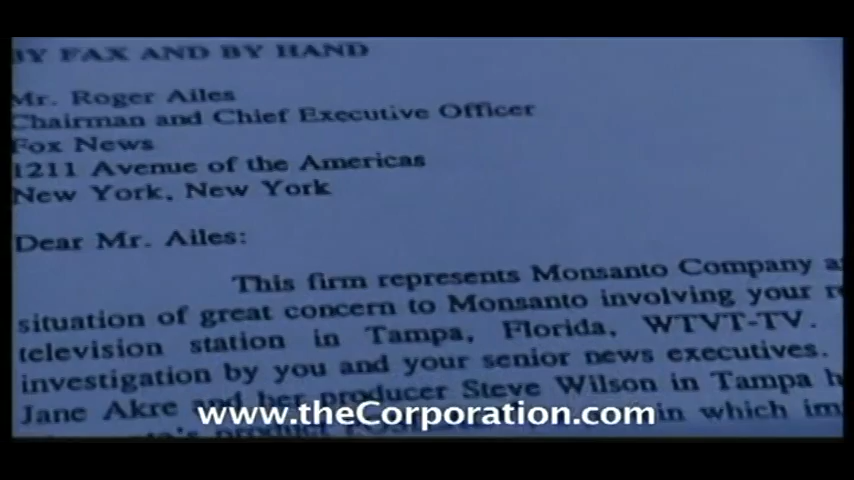 BY FAX AND BY HAND
Mr. Roger Ailes
Chairman and Chief Executive Officer
Fox News
1211 Avenue of the Americas
New York, New York
Dear Mr. Ailes:
This firm represents Monsanto Company
situation of great concern to Monsanto involving your
television station in Tampa, Florida, WTVT-TV.
investigation by you and your senior news executives.
Jane Akre and her producer Steve Wilson in Tampa
product in which
www.theCorporation.com